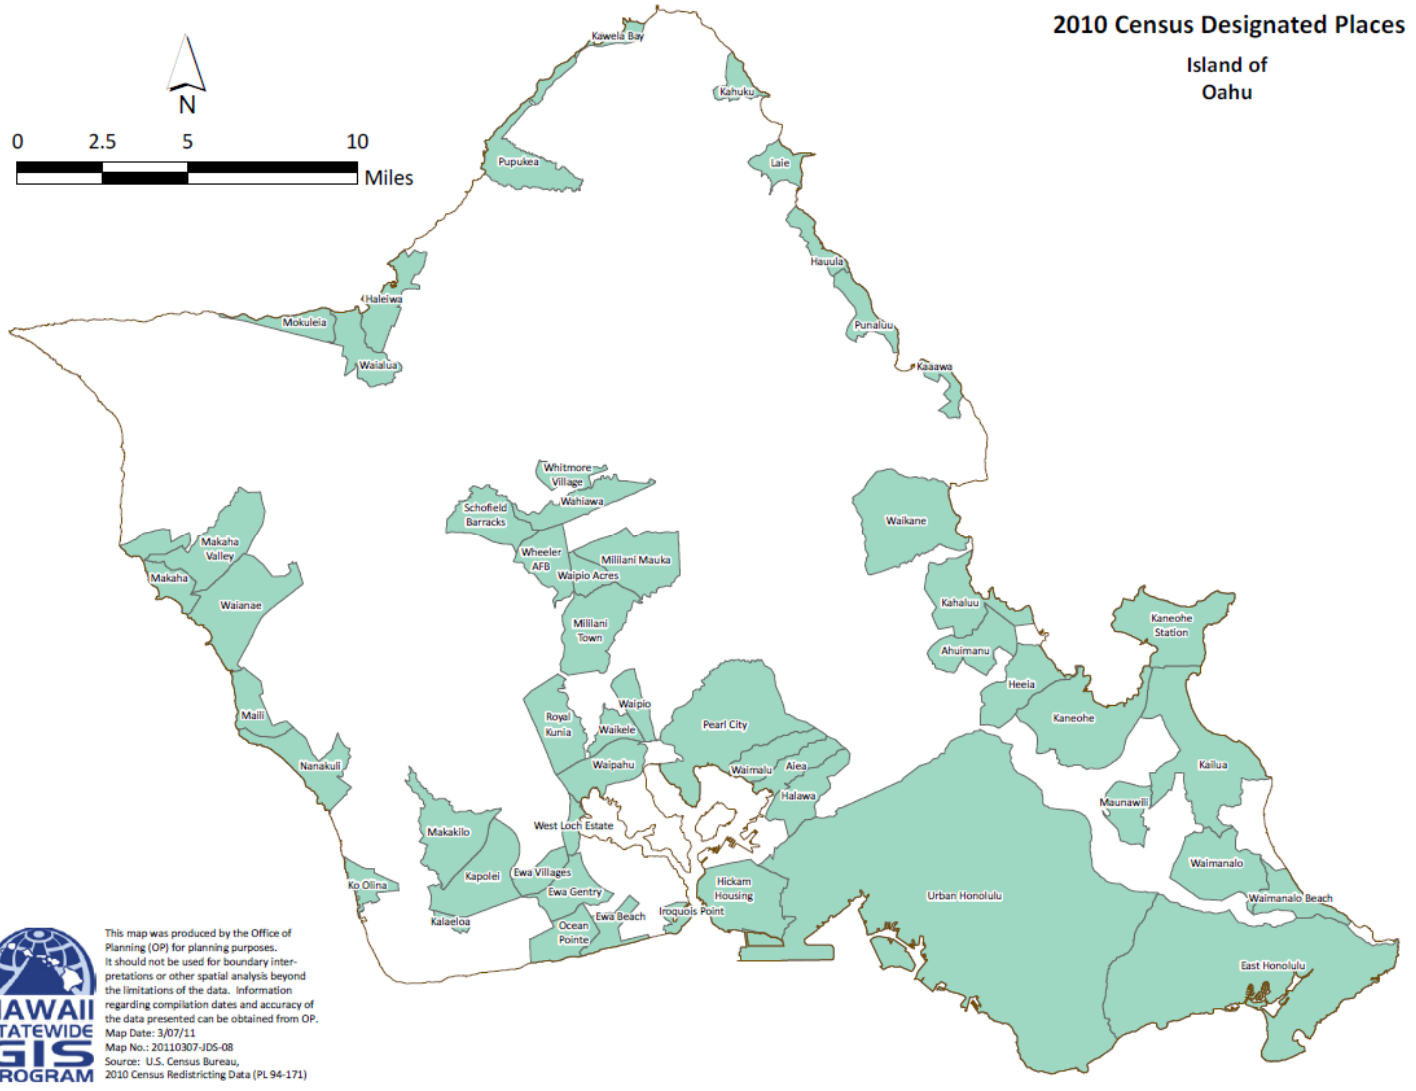 2010 Census Designated Places
Island of
Oahu
N
0 2.5 5 10
Miles
Kawela Bay
Kahuku
Pupukea
Laie
Hauula
Haleiwa
Mokuleia
Punaluu
Waialua
Kaaawa
Whitmore
Village
Wahiawa
Schofield
Barracks
Waikane
Makaha
Valley
Wheeler
AFB
Mililani Mauka
Waipio Acres
Makaha
Waianae
Kahaluu
Kaneohe
Station
Mililani
Town
Ahuimanu
Heeia
Waipio
Maili
Royal
Kunia
Waikele
Pearl City
Kaneohe
Nanakuli
Waipahu
Waimalu
Aiea
Kailua
Halawa
Maunawili
West Loch Estate
Makakilo
Waimanalo
Ewa Villages
Kapolei
Ko Olina
Hickam
Housing
Ewa Gentry
Urban Honolulu
Waimanalo Beach
Iroquois Point
Ewa Beach
Kalaeloa
Ocean
Pointe
East Honolulu
This map was produced by the Office of
Planning (OP) for planning purposes.
It should not be used for boundary inter-
pretations or other spatial analysis beyond
the limitations of the data. Information
regarding compilation dates and accuracy of
the data presented can be obtained from OP.
Map Date: 3/07/11
Map No.: 20110307-JDS-08
Source: U.S. Census Bureau,
2010 Census Redistricting Data (PL 94-171)
HAWAII
STATEWIDE
GIS
PROGRAM